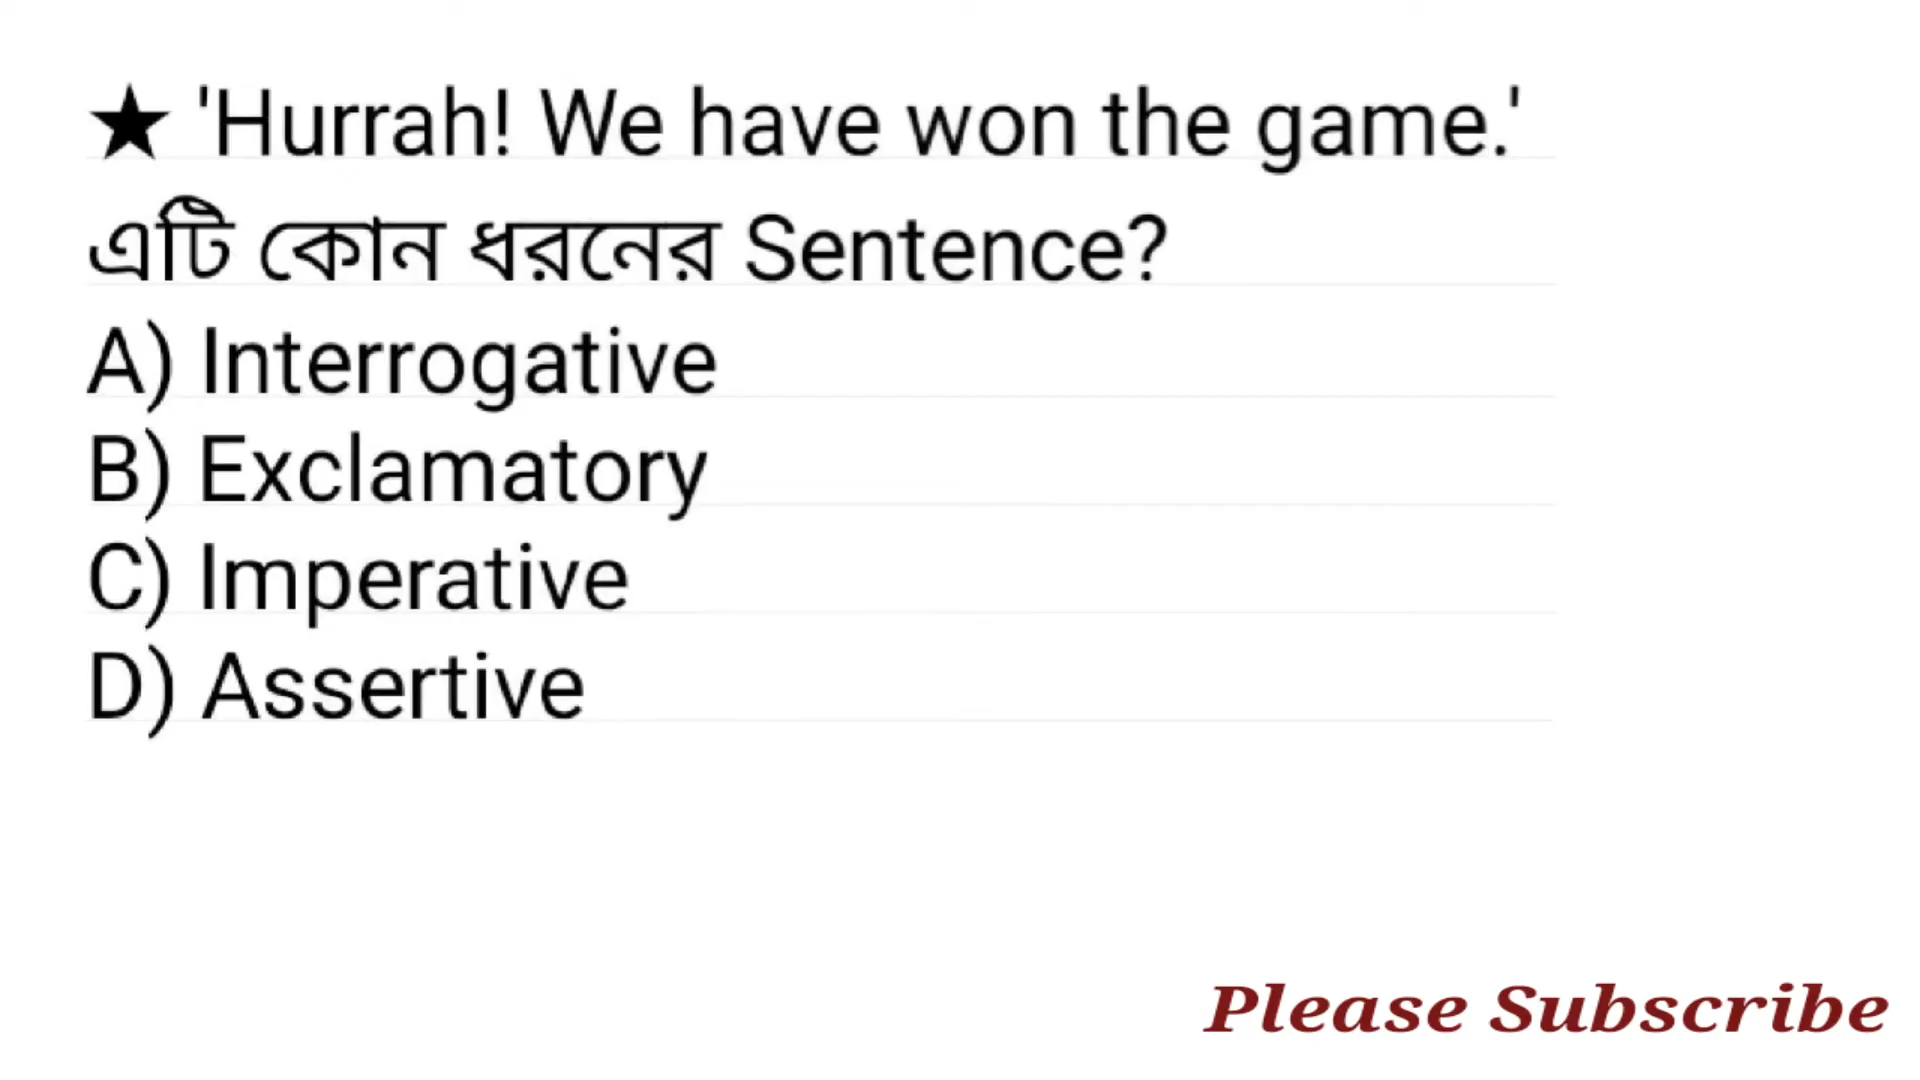 ★ 'Hurrah! We have won the game.'
এটি কোন ধরনের Sentence?
A) Interrogative
B) Exclamatory
C) Imperative
D) Assertive
Please Subscribe